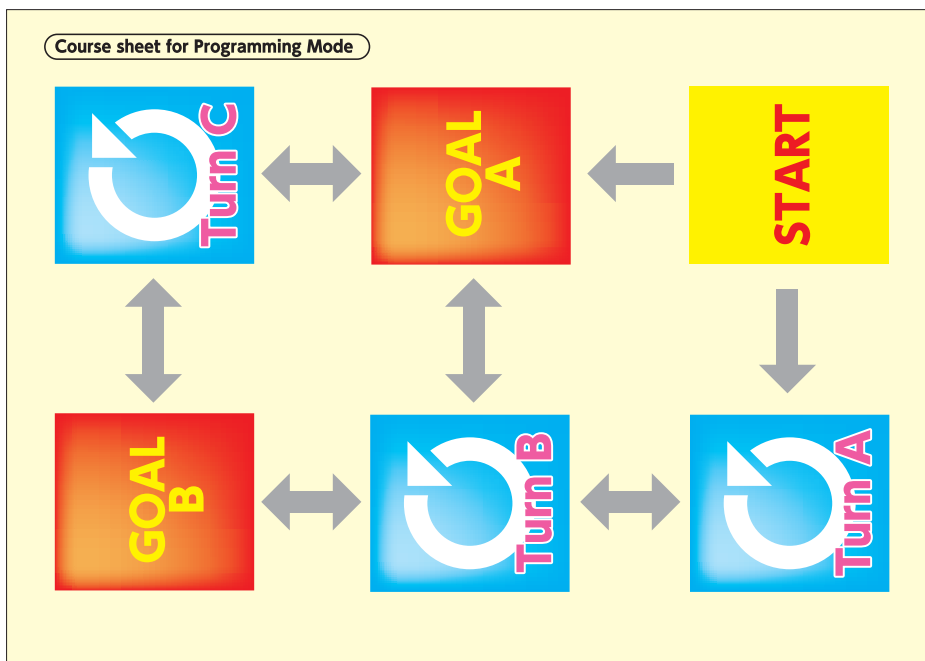 Course sheet for Programming Mode
Turn C
GOAL
A
START
GOAL
B
Turn B
Turn A